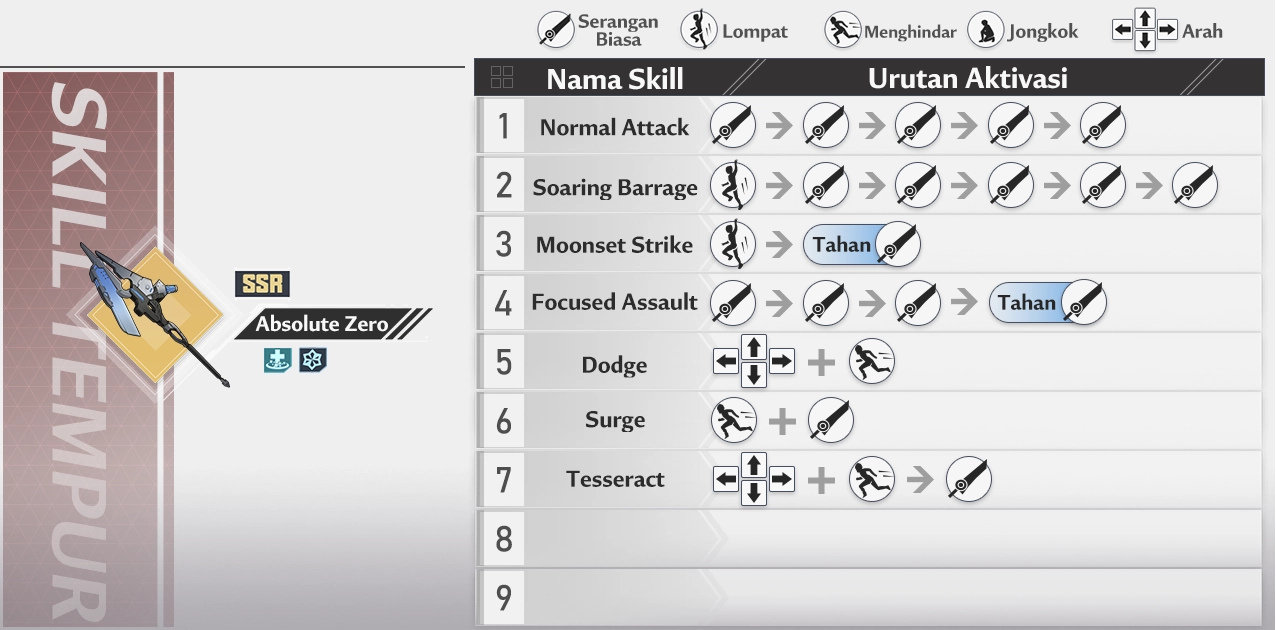 Serangan
Biasa
Lompat
Menghindar
Jongkok
Arah
SKILL TEMPUR
SSR
Absolute Zero
Nama Skill
Urutan Aktivasi
1 Normal Attack
2 Soaring Barrage
3 Moonset Strike Tahan
4 Focused Assault Tahan
5 Dodge
6 Surge
7 Tesseract
8
9